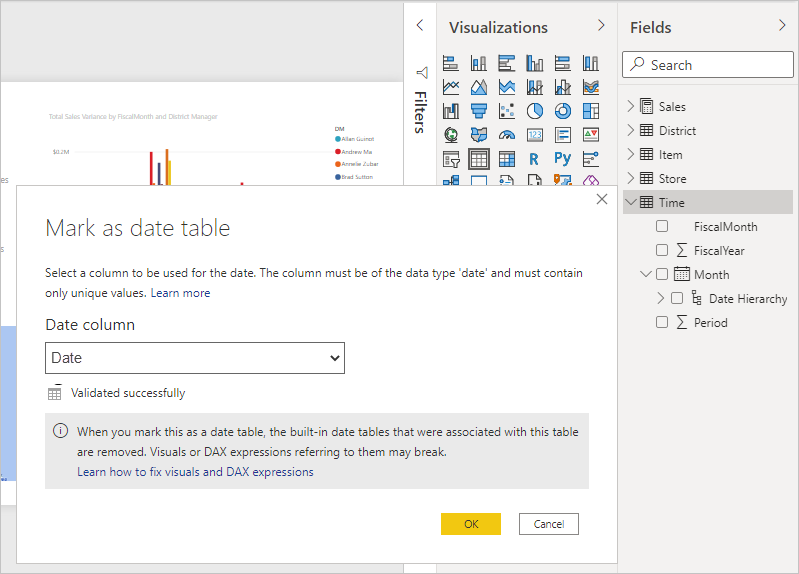 Visualizations
Fields
Search
Filters
Total Sales Variance by FiscalMonth and District Manager
DM
Allan Guinot
Andrew Ma
Annelie Zubar
Brad Sutton
$0.2M
123
R
Py
Sales
District
Item
Store
Time
FiscalMonth
FiscalYear
Month
Date Hierarchy
Period
Mark as date table
Select a column to be used for the date. The column must be of the data type 'date' and must contain
only unique values. Learn more
Date column
Date
Validated successfully
When you mark this as a date table, the built-in date tables that were associated with this table
are removed. Visuals or DAX expressions referring to them may break.
Learn how to fix visuals and DAX expressions
OK
Cancel